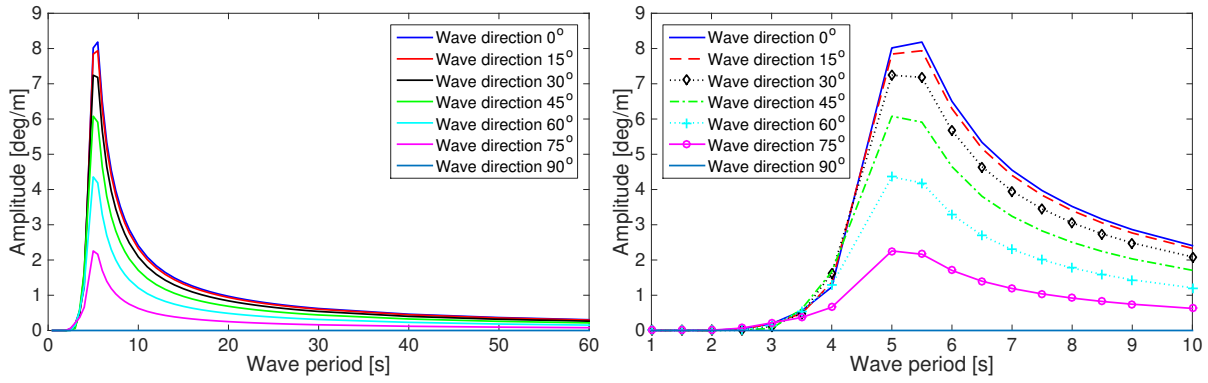 9
8
7
6
5
4
3
2
1
0
Amplitude [deg/m]
0 10 20 30 40 50 60
Wave period [s]
Wave direction 0°
Wave direction 15°
Wave direction 30°
Wave direction 45°
Wave direction 60°
Wave direction 75°
Wave direction 90°
9
8
7
6
5
4
3
2
1
0
Amplitude [deg/m]
1 2 3 4 5 6 7 8 9 10
Wave period [s]
Wave direction 0°
Wave direction 15°
Wave direction 30°
Wave direction 45°
Wave direction 60°
Wave direction 75°
Wave direction 90°